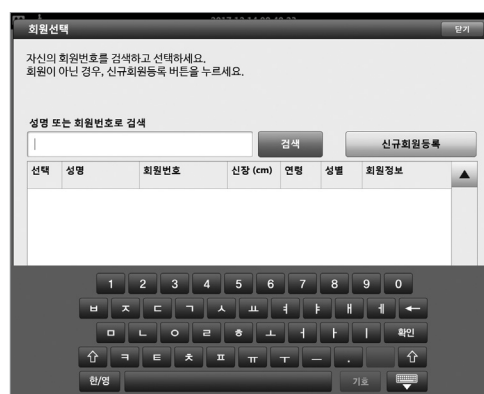 회원선택
닫기
자신의 회원번호를 검색하고 선택하세요.
회원이 아닌 경우, 신규회원등록 버튼을 누르세요.
성명 또는 회원번호로 검색
검색 신규회원등록
선택 성명 회원번호 신장 (cm) 연령 성별 회원정보 ▲
1 2 3 4 5 6 7 8 9 0
ㅂ ㅈ ㄷ ㄱ ㅅ ㅛ ㅕ ㅑ ㅐ ㅔ ←
ㅁ ㄴ ㅇ ㄹ ㅎ ㅗ ㅓ ㅏ ㅣ 확인
⇧ ㅋ ㅌ ㅊ ㅍ ㅠ ㅜ ㅡ . ⇧
한/영 기호